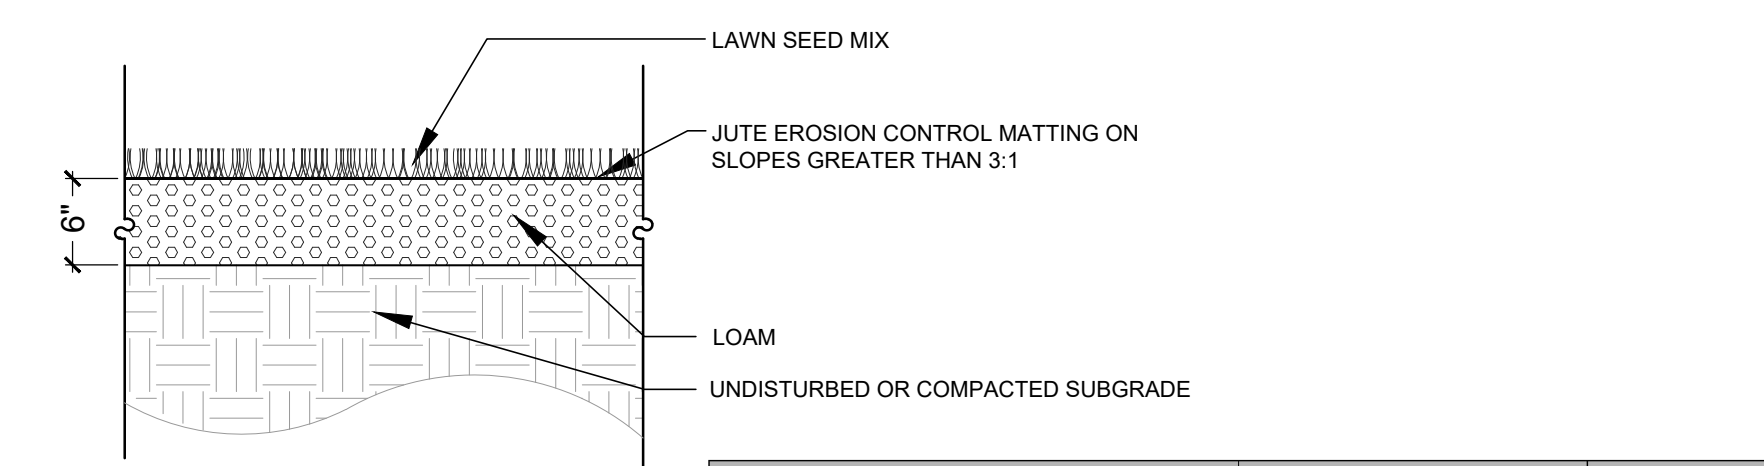 LAWN SEED MIX
JUTE EROSION CONTROL MATTING ON
SLOPES GREATER THAN 3:1
6"
LOAM
UNDISTURBED OR COMPACTED SUBGRADE